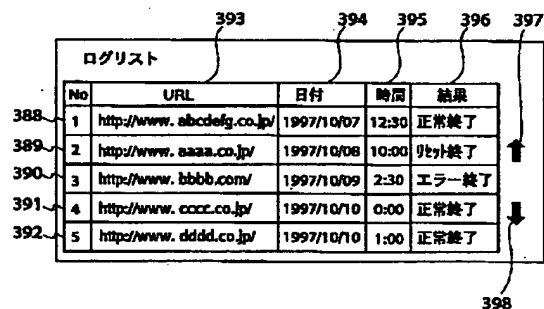 393 394 395 396 397
ログリスト
No URL 日付 時間 結果
388 1 http://www. abcdefg.co.jp/ 1997/10/07 12:30 正常終了
389 2 http://www. aaaa.co.jp/ 1997/10/08 10:00 リセット終了
390 3 http://www. bbbb.com/ 1997/10/09 2:30 エラー終了
391 4 http://www. cccc.co.jp/ 1997/10/10 0:00 正常終了
392 5 http://www. dddd.co.jp/ 1997/10/10 1:00 正常終了
398